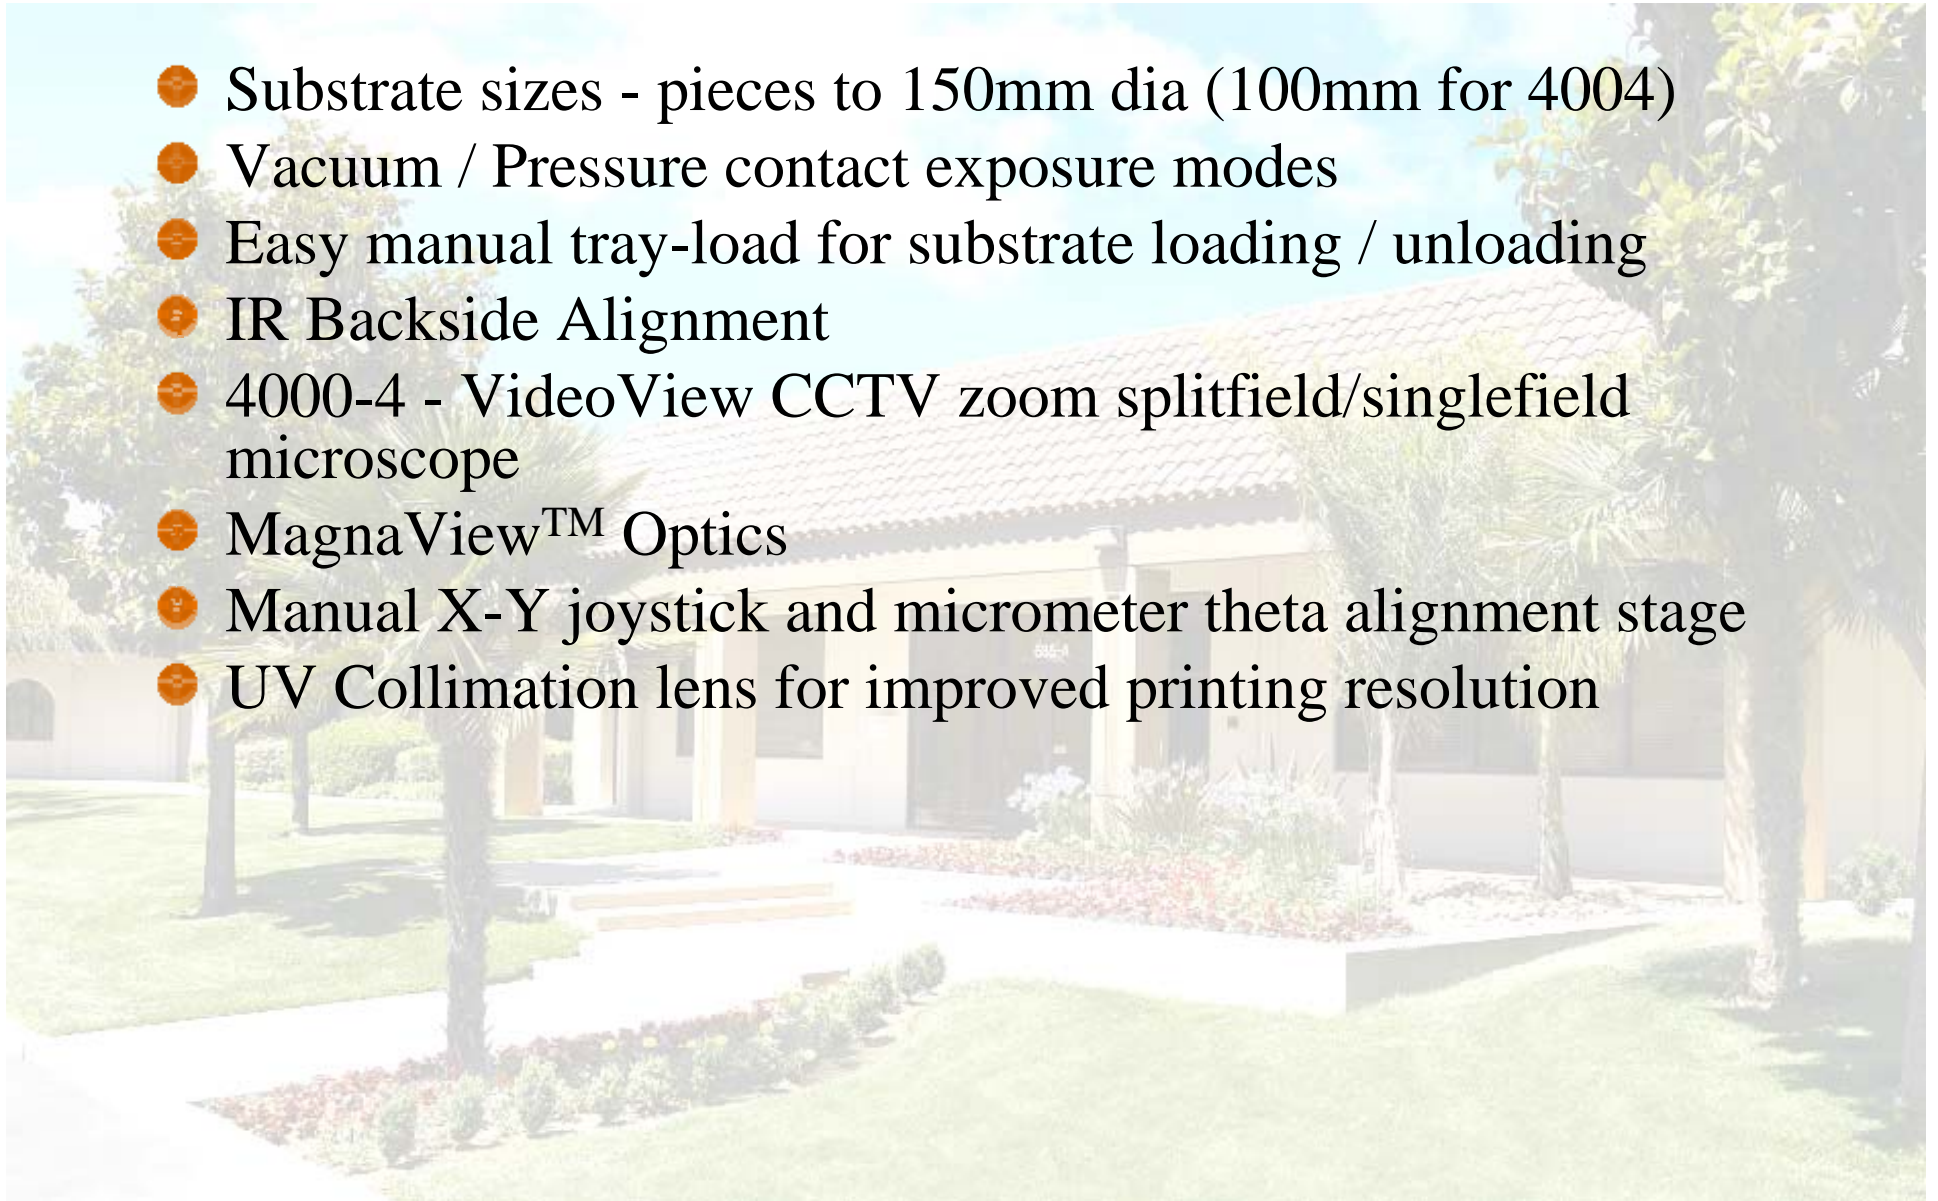 Substrate sizes - pieces to 150mm dia (100mm for 4004)
Vacuum / Pressure contact exposure modes
Easy manual tray-load for substrate loading / unloading
IR Backside Alignment
4000-4 - VideoView CCTV zoom splitfield/singlefield
microscope
MagnaView™ Optics
Manual X-Y joystick and micrometer theta alignment stage
UV Collimation lens for improved printing resolution